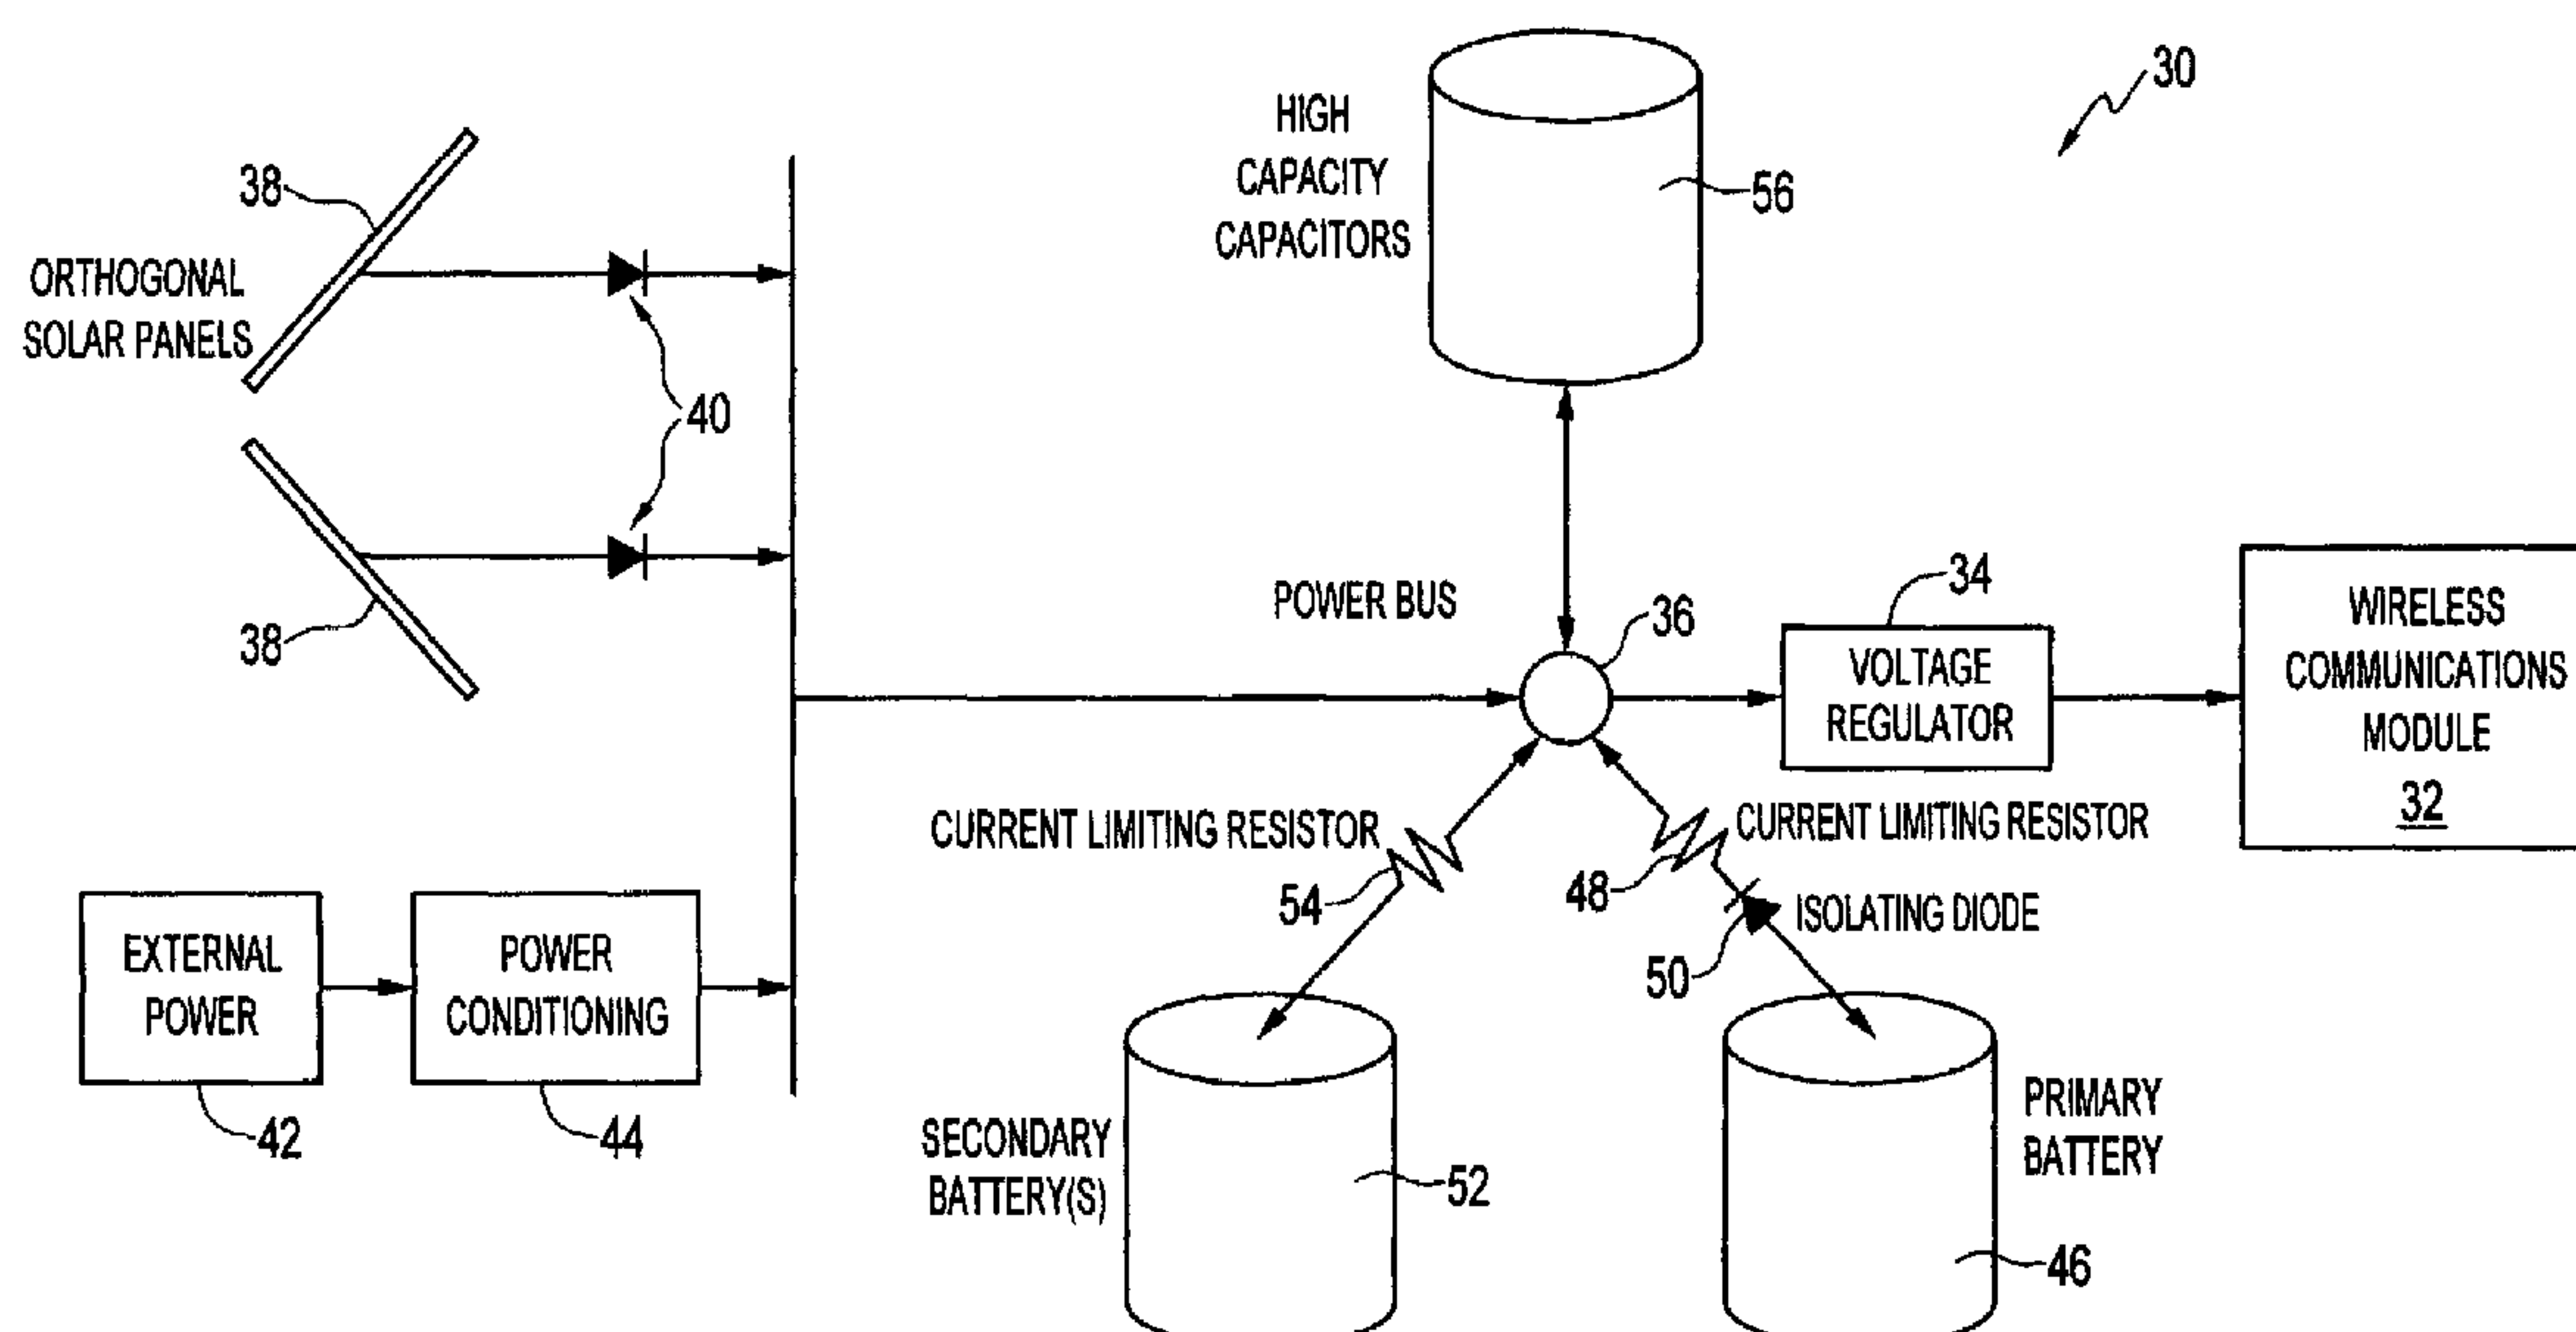 30
HIGH
CAPACITY
CAPACITORS
56
38
ORTHOGONAL
SOLAR PANELS
40
38
POWER BUS
36
34
VOLTAGE
REGULATOR
WIRELESS
COMMUNICATIONS
MODULE
32
CURRENT LIMITING RESISTOR
54
CURRENT LIMITING RESISTOR
48
ISOLATING DIODE
50
EXTERNAL
POWER
42
POWER
CONDITIONING
44
SECONDARY
BATTERY(S)
52
PRIMARY
BATTERY
46